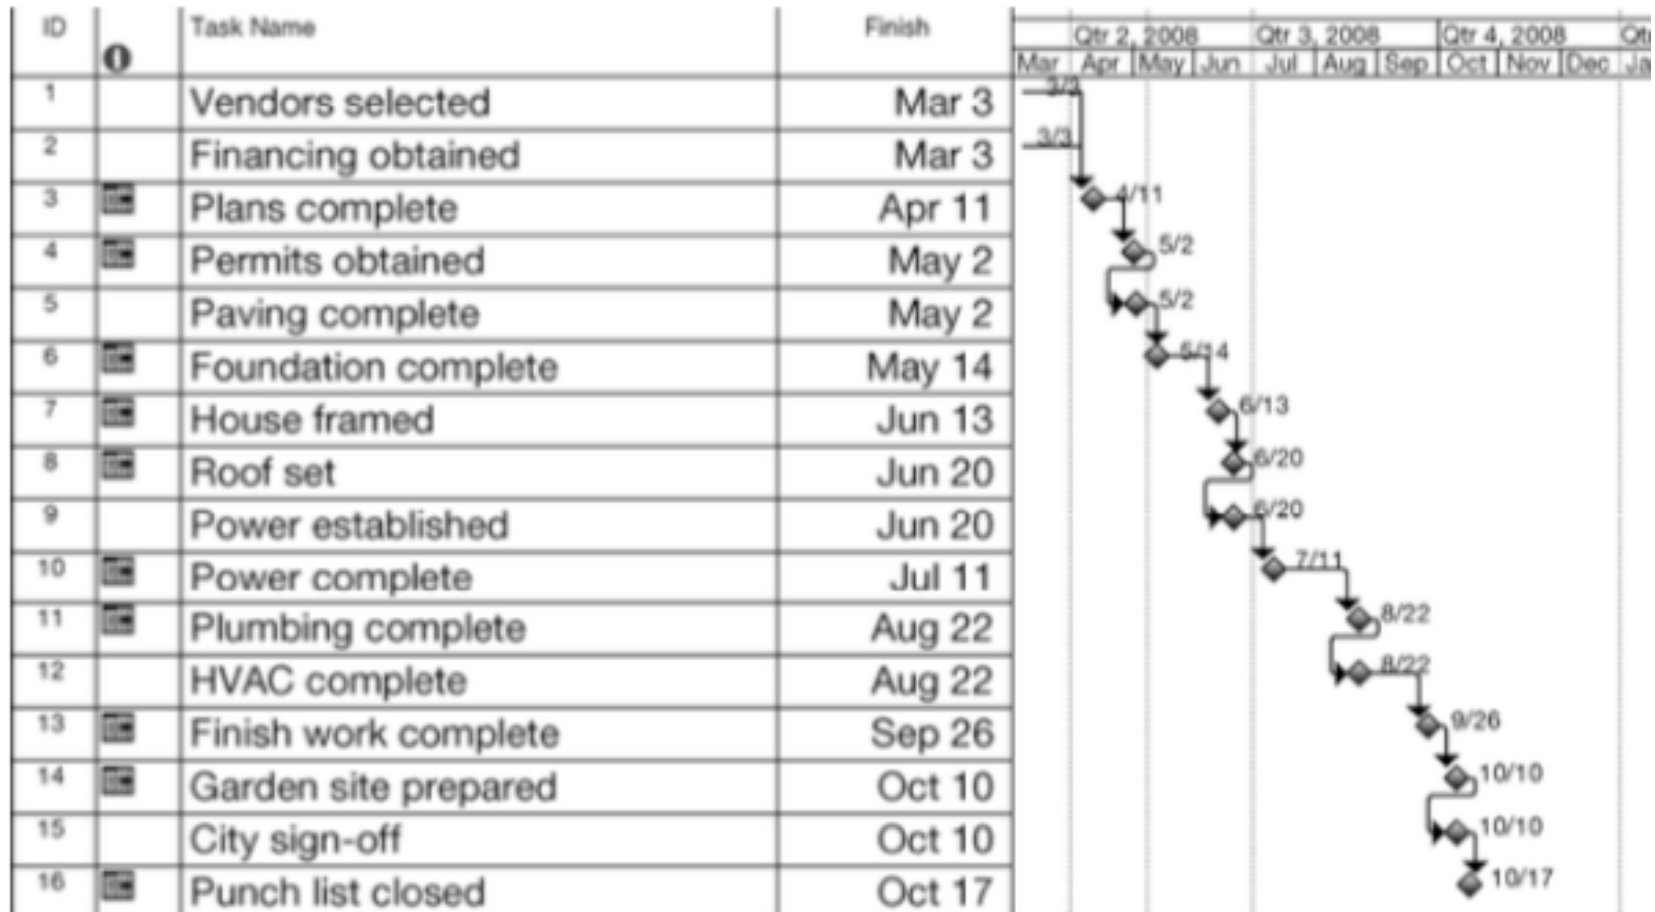 ID Task Name Finish Qtr 2, 2008 Qtr 3, 2008 Qtr 4, 2008 Qt
Mar Apr May Jun Jul Aug Sep Oct Nov Dec Ja
1 Vendors selected Mar 3 3/3
2 Financing obtained Mar 3 3/3
3 Plans complete Apr 11 4/11
4 Permits obtained May 2 5/2
5 Paving complete May 2 5/2
6 Foundation complete May 14 5/14
7 House framed Jun 13 6/13
8 Roof set Jun 20 6/20
9 Power established Jun 20 6/20
10 Power complete Jul 11 7/11
11 Plumbing complete Aug 22 8/22
12 HVAC complete Aug 22 8/22
13 Finish work complete Sep 26 9/26
14 Garden site prepared Oct 10 10/10
15 City sign-off Oct 10 10/10
16 Punch list closed Oct 17 10/17